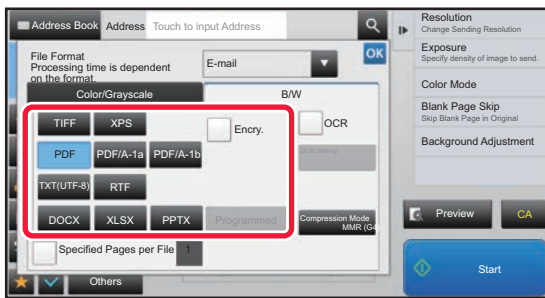 Address Book Address Touch to input Address
File Format
Processing time is dependent
on the format.
E-mail
OK
Color/Grayscale
B/W
TIFF XPS
Encry.
OCR
PDF PDF/A-1a PDF/A-1b
OCR Setting
TXT(UTF-8) RTF
DOCX XLSX PPTX Programmed
Compression Mode
MMR (G4)
Specified Pages per File 1
Others
Resolution
Change Sending Resolution
Exposure
Specify density of image to send.
Color Mode
Blank Page Skip
Skip Blank Page in Original
Background Adjustment
Preview
CA
Start